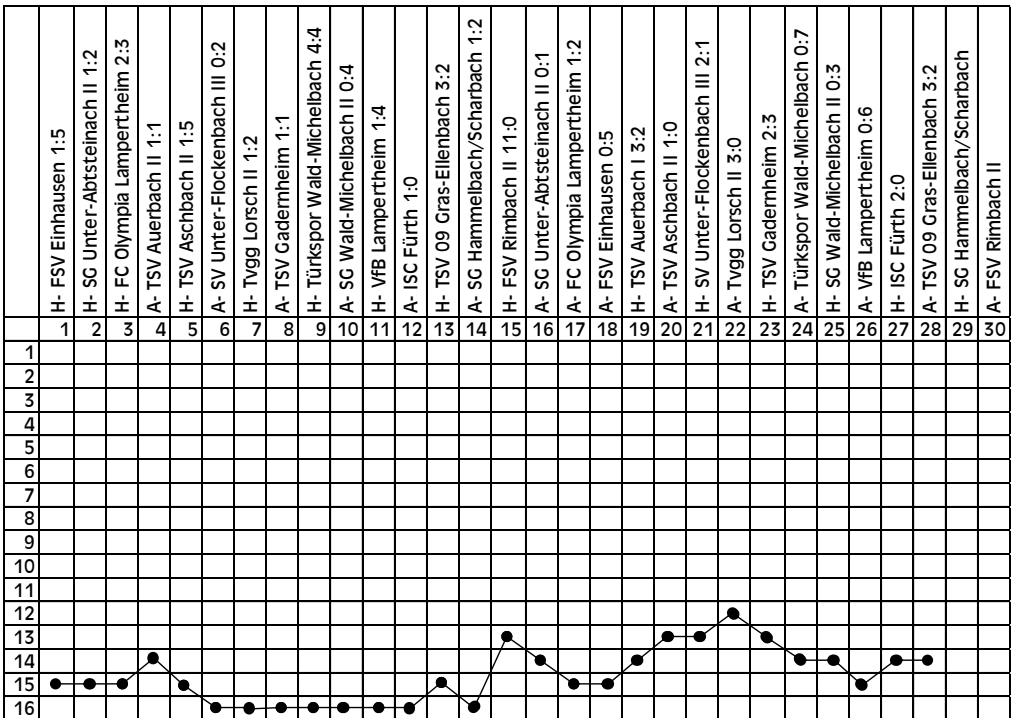 H- FSV Einhausen 1:5
H- SG Unter-Abtsteinach II 1:2
H- FC Olympia Lampertheim 2:3
A- TSV Auerbach II 1:1
H- TSV Aschbach II 1:5
A- SV Unter-Flockenbach III 0:2
H- Tvgg Lorsch II 1:2
A- TSV Gadernheim 1:1
H- Türkspor Wald-Michelbach 4:4
A- SG Wald-Michelbach II 0:4
H- VfB Lampertheim 1:4
A- ISC Fürth 1:0
H- TSV 09 Gras-Ellenbach 3:2
A- SG Hammelbach/Scharbach 1:2
H- FSV Rimbach II 11:0
A- SG Unter-Abtsteinach II 0:1
A- FC Olympia Lampertheim 1:2
A- FSV Einhausen 0:5
H- TSV Auerbach I 3:2
A- TSV Aschbach II 1:0
H- SV Unter-Flockenbach III 2:1
A- Tvgg Lorsch II 3:0
H- TSV Gadernheim 2:3
A- Türkspor Wald-Michelbach 0:7
H- SG Wald-Michelbach II 0:3
A- VfB Lampertheim 0:6
H- ISC Fürth 2:0
A- TSV 09 Gras-Ellenbach 3:2
H- SG Hammelbach/Scharbach
A- FSV Rimbach II
1 2 3 4 5 6 7 8 9 10 11 12 13 14 15 16 17 18 19 20 21 22 23 24 25 26 27 28 29 30
1
2
3
4
5
6
7
8
9
10
11
12
13
14
15
16